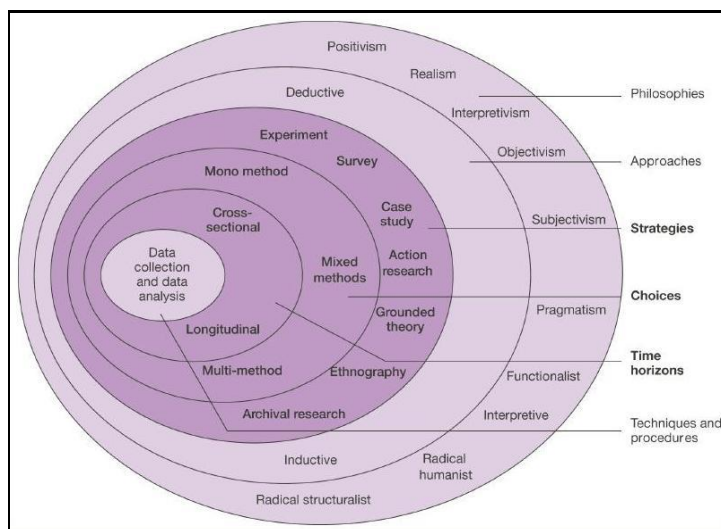 Positivism
Realism
Philosophies
Deductive
Interpretivism
Experiment
Objectivism
Approaches
Survey
Mono method
Case
study
Cross-
sectional
Subjectivism
Strategies
Data
collection
and data
analysis
Mixed
methods
Action
research
Choices
Grounded
theory
Pragmatism
Longitudinal
Time
horizons
Multi-method
Ethnography
Functionalist
Archival research
Interpretive
Techniques and
procedures
Inductive
Radical
humanist
Radical structuralist